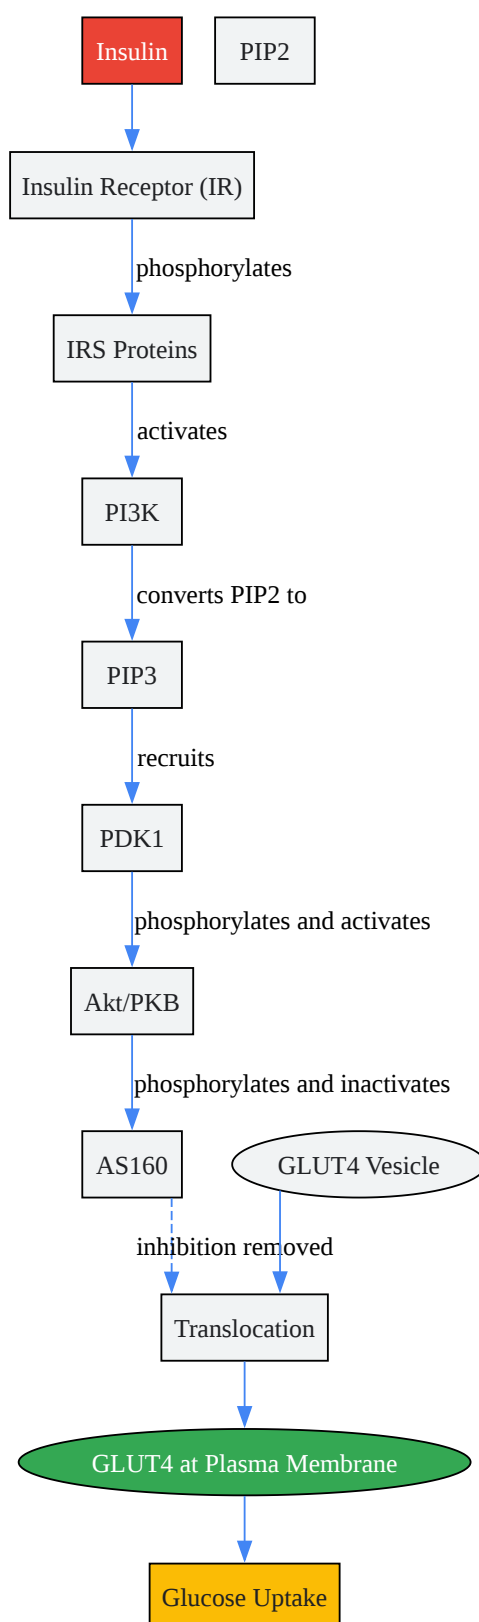 Insulin
PIP2
Insulin Receptor (IR)
phosphorylates
IRS Proteins
activates
PI3K
converts PIP2 to
PIP3
recruits
PDK1
phosphorylates and activates
Akt/PKB
phosphorylates and inactivates
AS160
GLUT4 Vesicle
inhibition removed
Translocation
GLUT4 at Plasma Membrane
Glucose Uptake